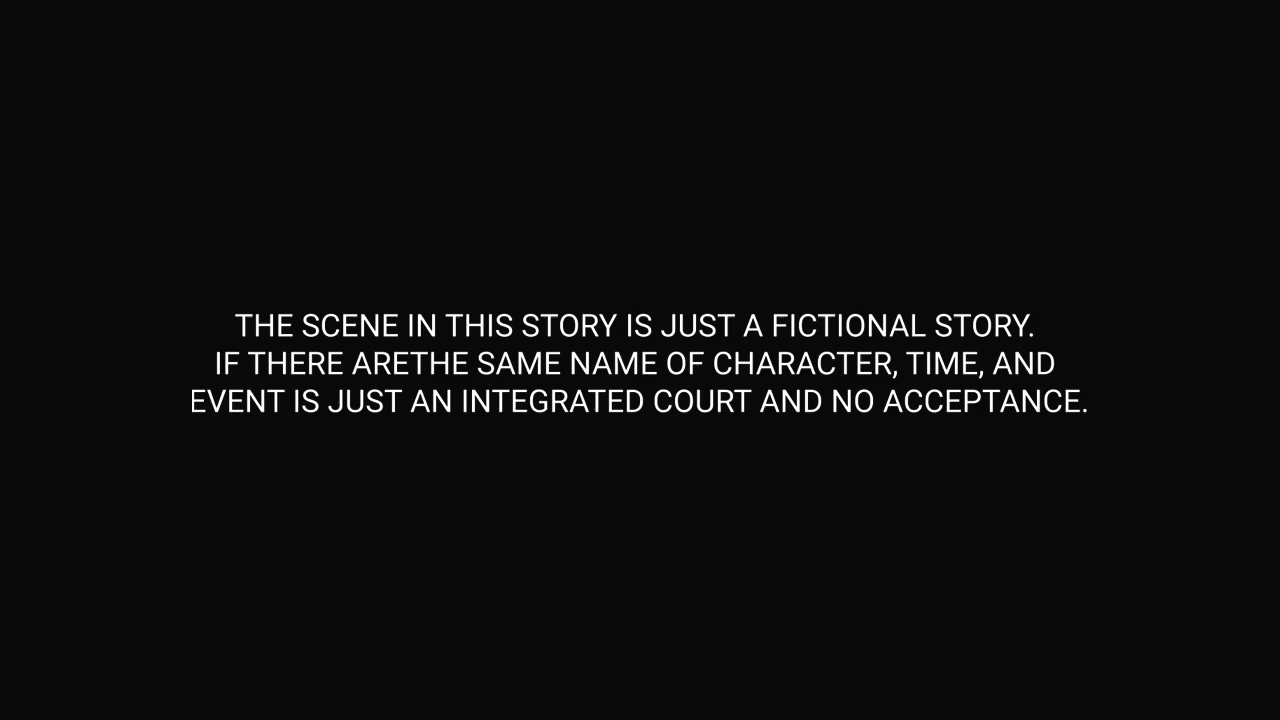 THE SCENE IN THIS STORY IS JUST A FICTIONAL STORY.
IF THERE ARETHE SAME NAME OF CHARACTER, TIME, AND
EVENT IS JUST AN INTEGRATED COURT AND NO ACCEPTANCE.